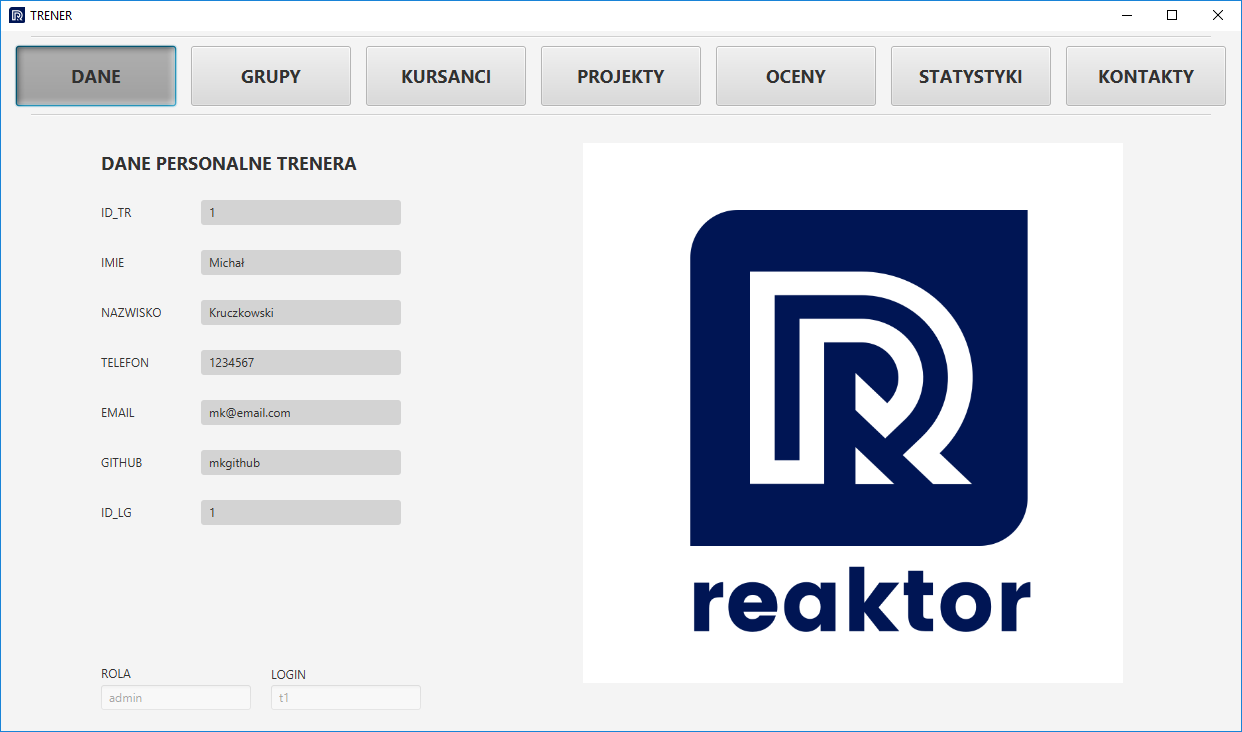 TRENER
DANE GRUPY KURSANCI PROJEKTY OCENY STATYSTYKI KONTAKTY
DANE PERSONALNE TRENERA
ID_TR 1
IMIE Michał
NAZWISKO Kruczkowski
TELEFON 1234567
EMAIL mk@email.com
GITHUB mkgithub
ID_LG 1
reaktor
ROLA LOGIN
admin t1